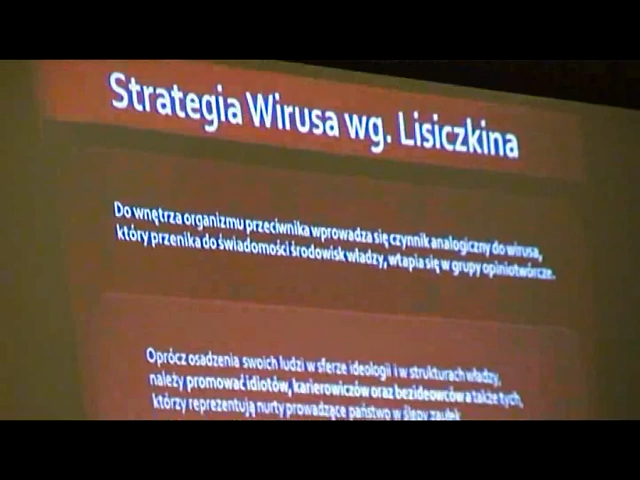 Strategia Wirusa wg. Lisiczkina
Do wnętrza organizmu przeciwnika wprowadza się czynnik analogiczny do wirusa,
który przenika do świadomości środowisk władzy, wtapia się w grupy opiniotwórcze.
Oprócz osadzenia swoich ludzi w sferze ideologii i w strukturach władzy,
należy promować idiotów, karierowiczów oraz bezideowców a także tych,
którzy reprezentują nurty prowadzące państwo w ślepy zaułek